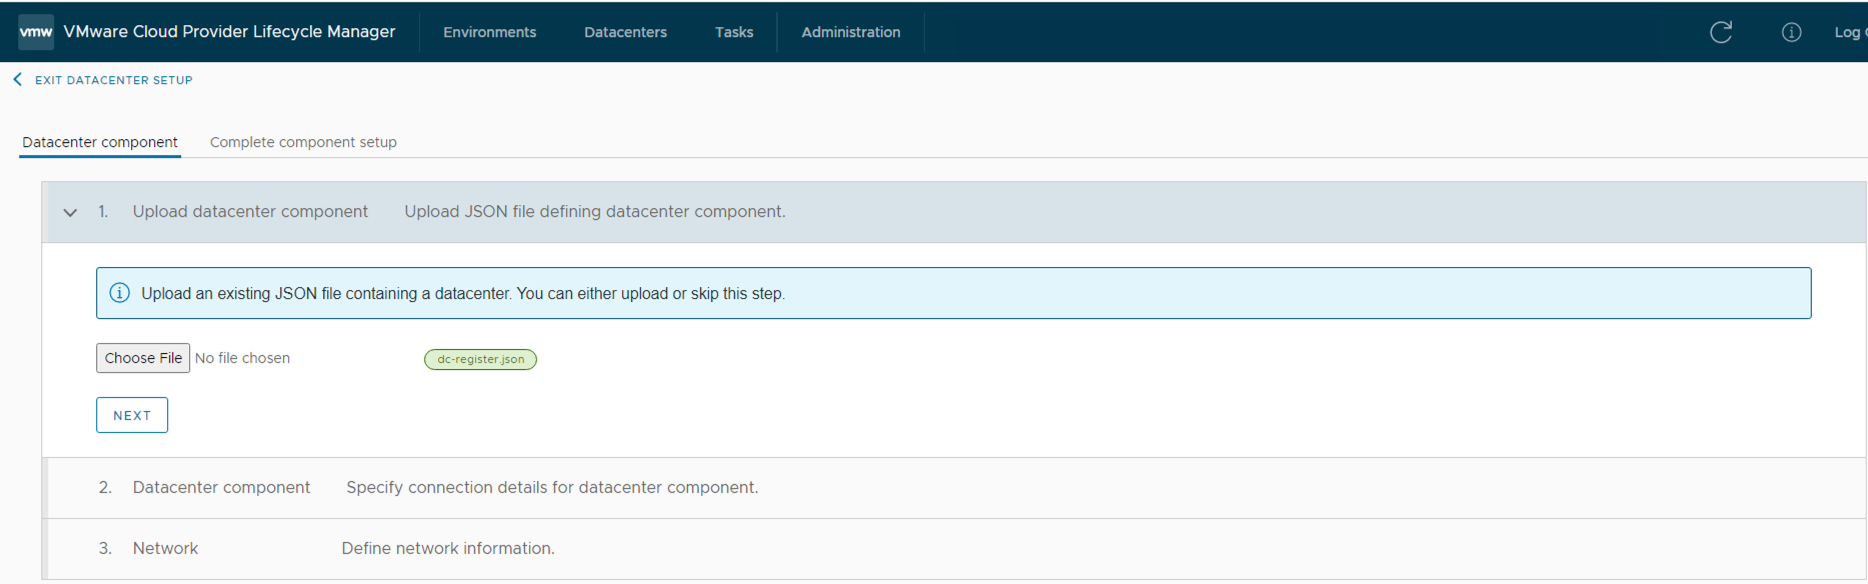 vmw VMware Cloud Provider Lifecycle Manager Environments Datacenters Tasks Administration Log
EXIT DATACENTER SETUP
Datacenter component Complete component setup
1. Upload datacenter component Upload JSON file defining datacenter component.
Upload an existing JSON file containing a datacenter. You can either upload or skip this step.
Choose File No file chosen dc-register.json
NEXT
2. Datacenter component Specify connection details for datacenter component.
3. Network Define network information.